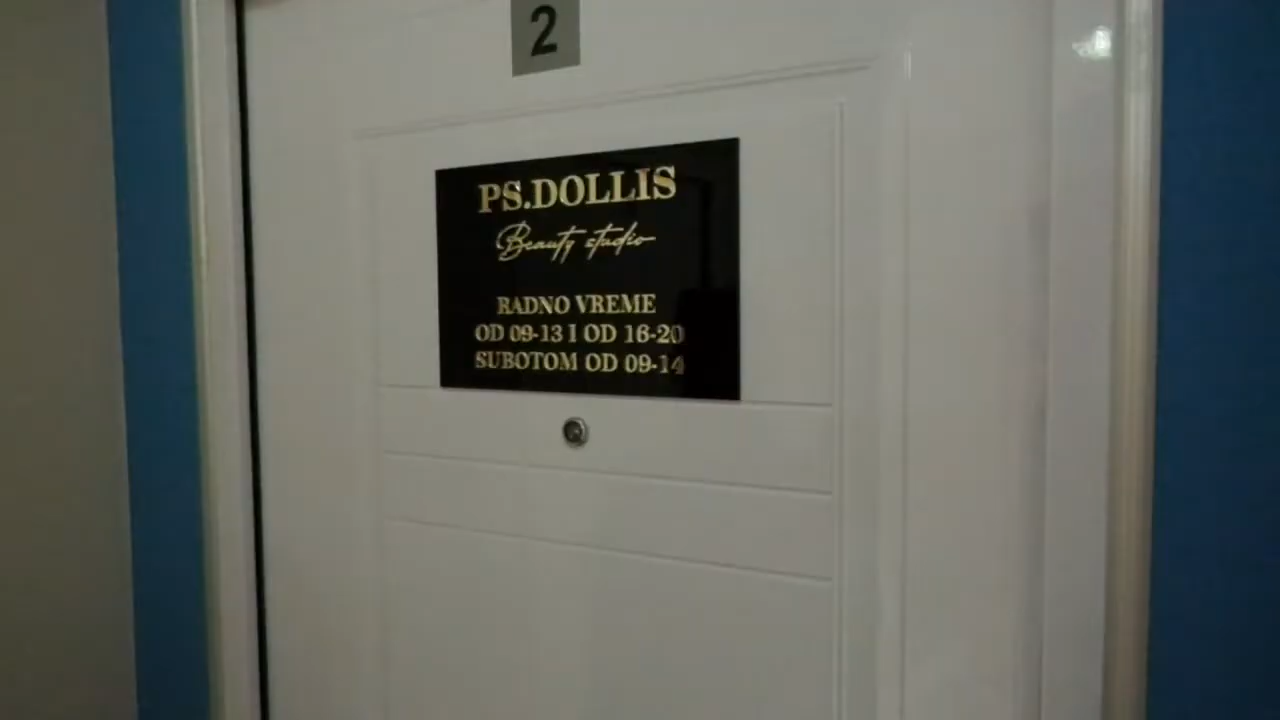 2
PS.DOLLIS
Beauty studio
RADNO VREME
OD 09-13 I OD 16-20
SUBOTOM OD 09-14